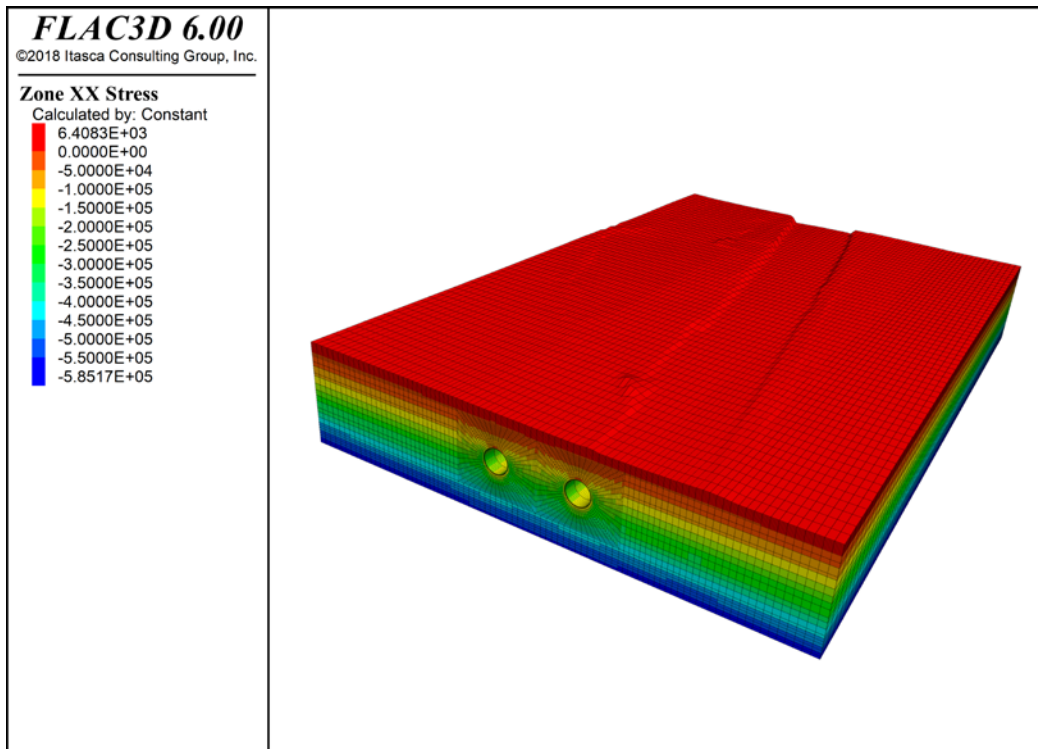 FLAC3D 6.00
©2018 Itasca Consulting Group, Inc.
Zone XX Stress
Calculated by: Constant
6.4083E+03
0.0000E+00
-5.0000E+04
-1.0000E+05
-1.5000E+05
-2.0000E+05
-2.5000E+05
-3.0000E+05
-3.5000E+05
-4.0000E+05
-4.5000E+05
-5.0000E+05
-5.5000E+05
-5.8517E+05